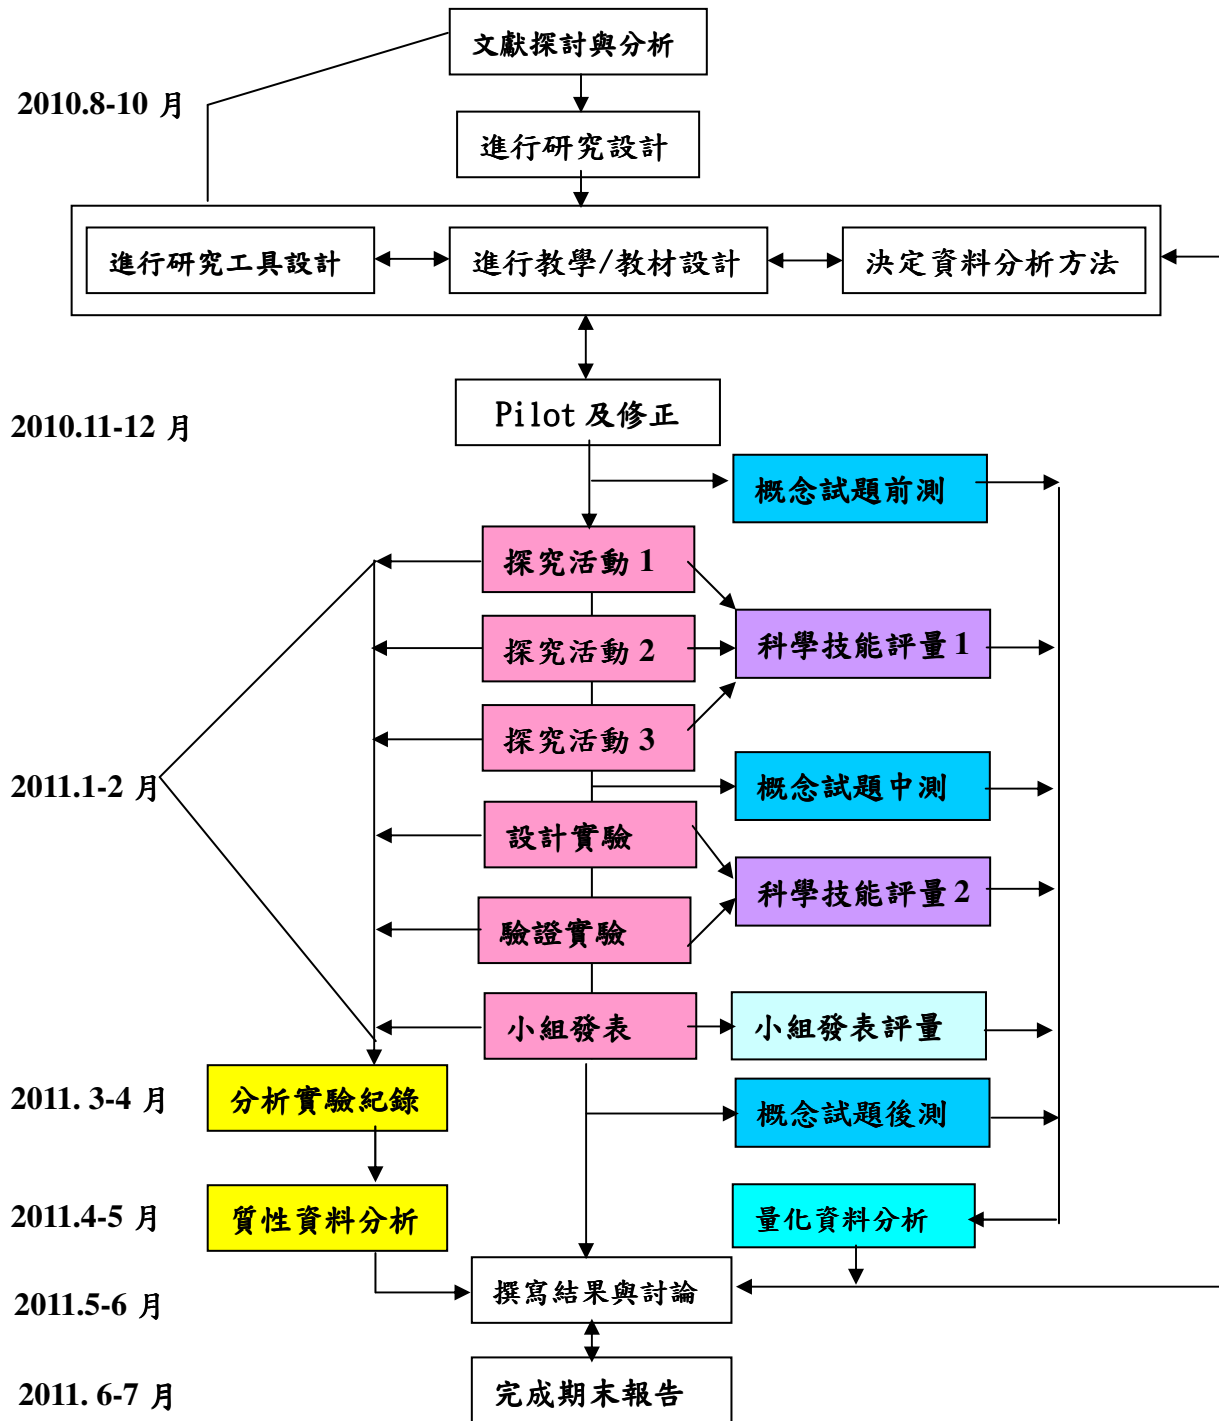 文獻探討與分析
2010.8-10 月
進行研究設計
進行研究工具設計
進行教學/教材設計
決定資料分析方法
Pilot 及修正
2010.11-12 月
概念試題前測
探究活動 1
探究活動 2
科學技能評量 1
探究活動 3
2011.1-2 月
概念試題中測
設計實驗
科學技能評量 2
驗證實驗
小組發表
小組發表評量
2011. 3-4 月
分析實驗紀錄
概念試題後測
2011.4-5 月
質性資料分析
量化資料分析
2011.5-6 月
撰寫結果與討論
2011. 6-7 月
完成期末報告